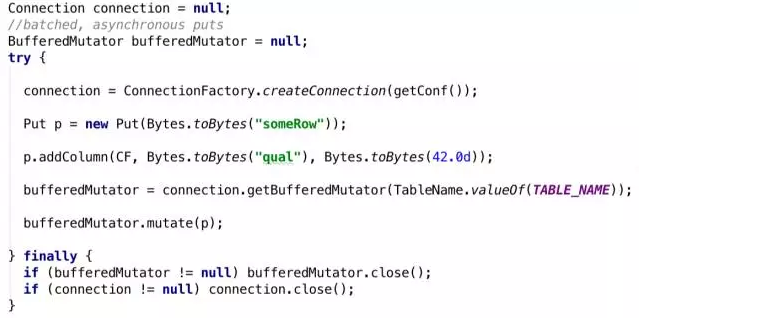 Connection connection = null;
//batched, asynchronous puts
BufferedMutator bufferedMutator = null;
try {
connection = ConnectionFactory.createConnection(getConf());
Put p = new Put(Bytes.toBytes("someRow"));
p.addColumn(CF, Bytes.toBytes("qual"), Bytes.toBytes(42.0d));
bufferedMutator = connection.getBufferedMutator(TableName.valueOf(TABLE_NAME));
bufferedMutator.mutate(p);
} finally {
if (bufferedMutator != null) bufferedMutator.close();
if (connection != null) connection.close();
}